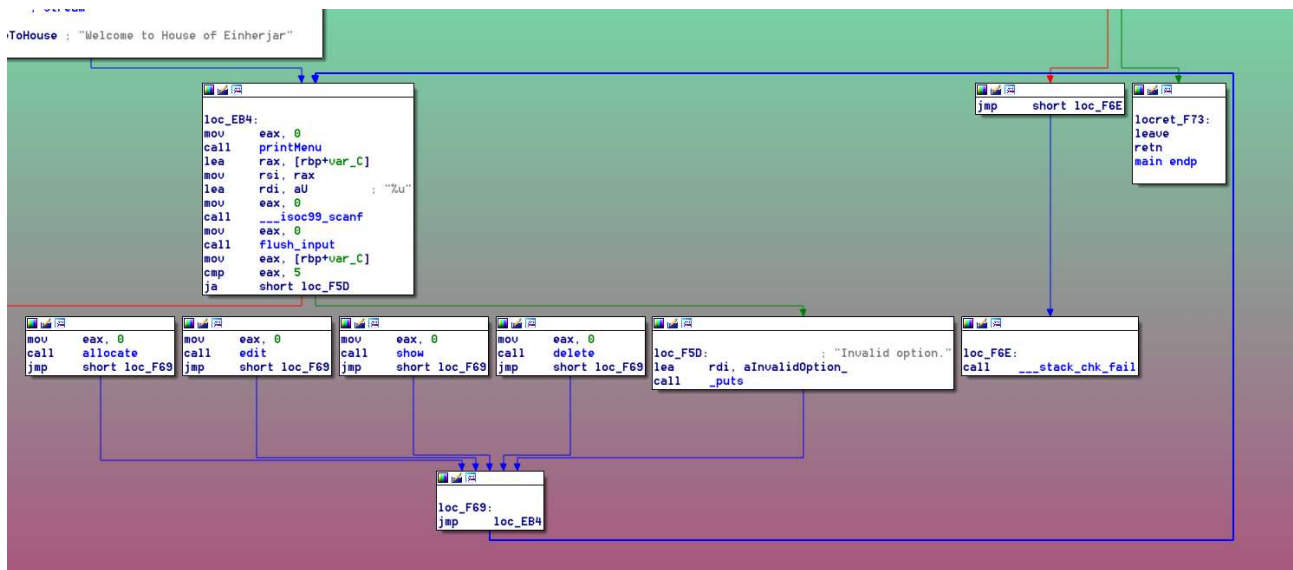 ; stream
eToHouse ; "Welcome to House of Einherjar"
loc_EB4:
mov eax, 0
call printMenu
lea rax, [rbp+var_C]
mov rsi, rax
lea rdi, aU ; "%u"
mov eax, 0
call ___isoc99_scanf
mov eax, 0
call flush_input
mov eax, [rbp+var_C]
cmp eax, 5
ja short loc_F5D
jmp short loc_F6E
locret_F73:
leave
retn
main endp
mov eax, 0
call allocate
jmp short loc_F69
mov eax, 0
call edit
jmp short loc_F69
mov eax, 0
call show
jmp short loc_F69
mov eax, 0
call delete
jmp short loc_F69
loc_F5D: ; "Invalid option."
lea rdi, aInvalidOption_
call _puts
loc_F6E:
call ___stack_chk_fail
loc_F69:
jmp loc_EB4